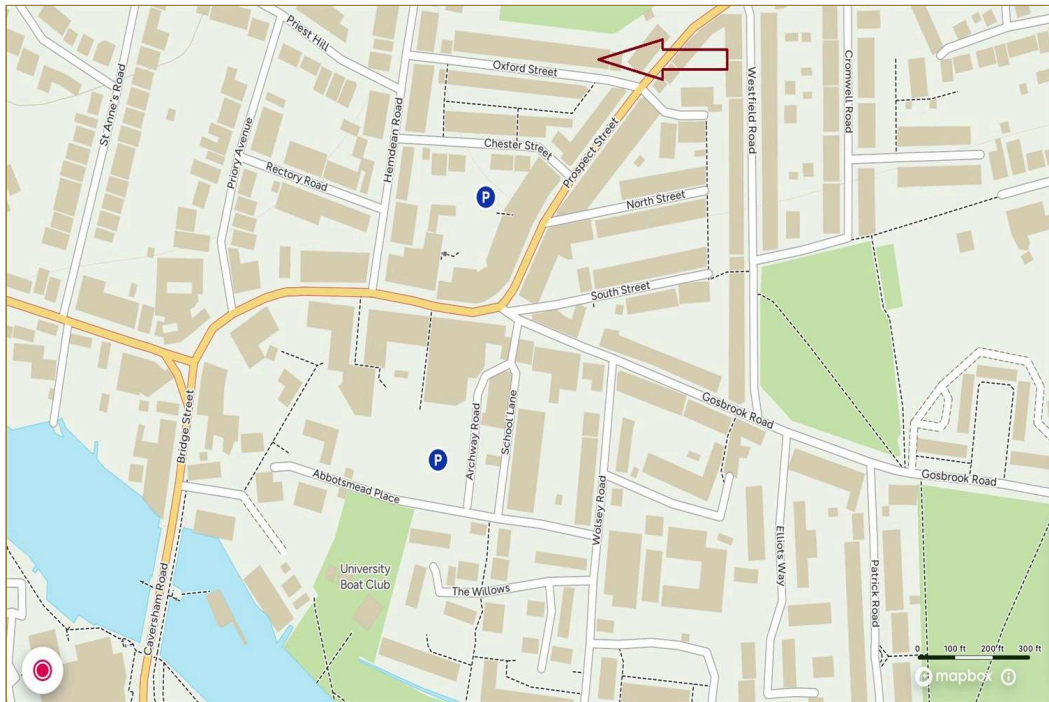 Priest Hill
St Anne's Road
Oxford Street
Westfield Road
Cromwell Road
Hemdean Road
Priory Avenue
Chester Street
Prospect Street
Rectory Road
P
North Street
South Street
Gosbrook Road
Bridge Street
Archway Road
School Lane
P
Abbotsmead Place
Gosbrook Road
Wolsey Road
Elliots Way
Patrick Road
University
Boat Club
The Willows
Caversham Road
0 100 ft 200 ft 300 ft
mapbox